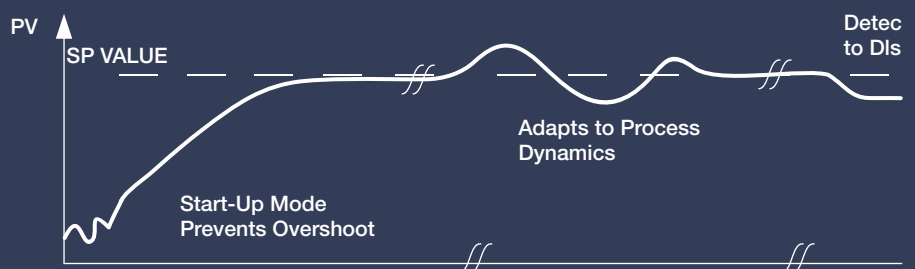 PV
SP VALUE
Start-Up Mode
Prevents Overshoot
Adapts to Process
Dynamics
Detec
to DIs